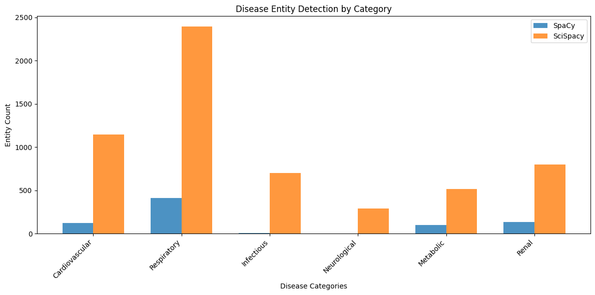 Disease Entity Detection by Category
SpaCy
SciSpacy
Entity Count
2500
2000
1500
1000
500
0
Cardiovascular
Respiratory
Infectious
Neurological
Metabolic
Renal
Disease Categories